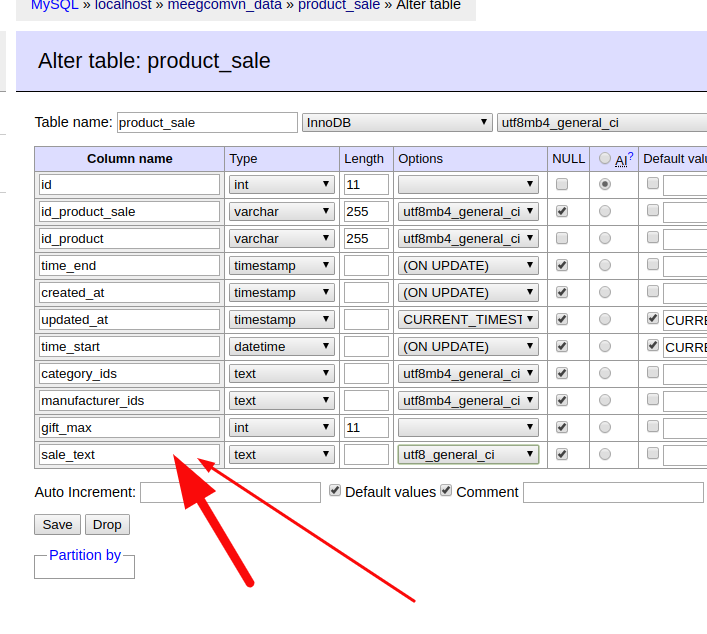 MySQL » localhost » meegcomvn_data » product_sale » Alter table
Alter table: product_sale
Table name: product_sale InnoDB utf8mb4_general_ci
Column name Type Length Options NULL AI? Default valu
id int 11
id_product_sale varchar 255 utf8mb4_general_ci
id_product varchar 255 utf8mb4_general_ci
time_end timestamp (ON UPDATE)
created_at timestamp (ON UPDATE)
updated_at timestamp CURRENT_TIMEST CURRE
time_start datetime (ON UPDATE) CURRE
category_ids text utf8mb4_general_ci
manufacturer_ids text utf8mb4_general_ci
gift_max int 11
sale_text text utf8_general_ci
Auto Increment: Default values Comment
Save Drop
Partition by